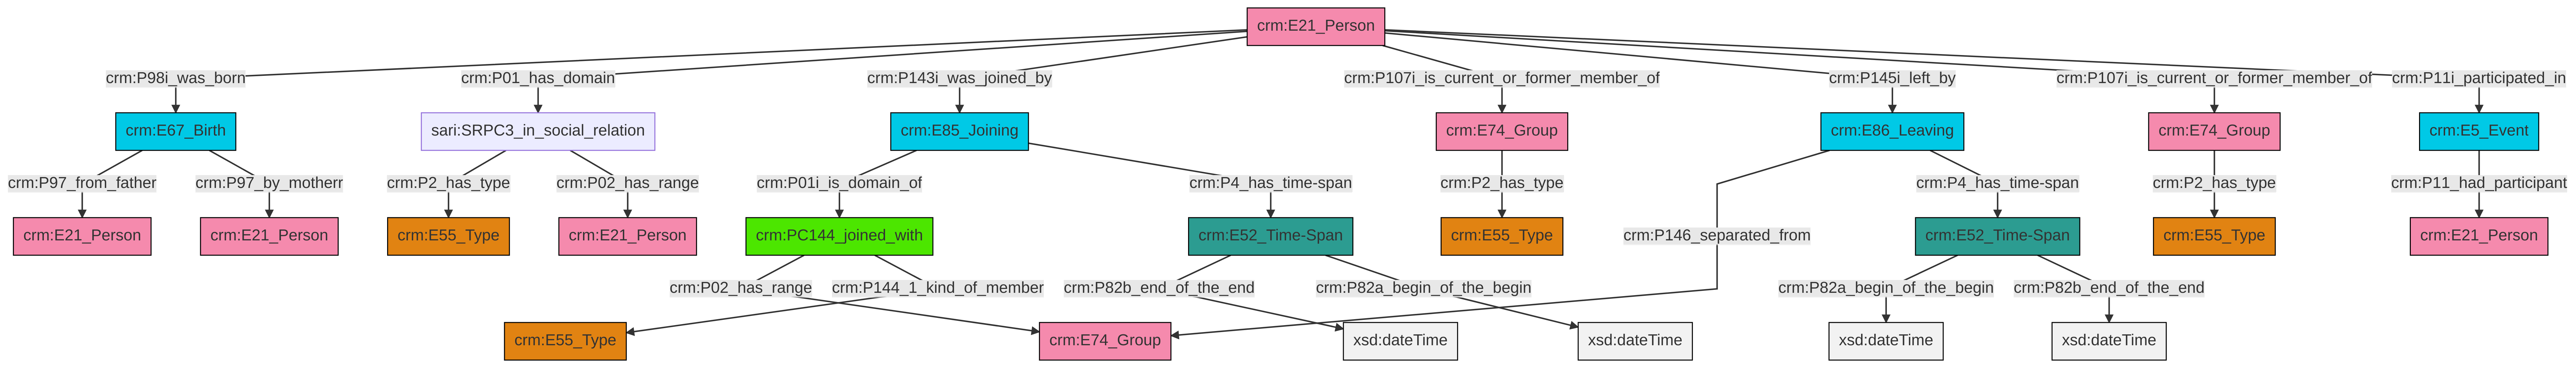 crm:E21_Person
crm:P98i_was_born
crm:P01_has_domain
crm:P143i_was_joined_by
crm:P107i_is_current_or_former_member_of
crm:P145i_left_by
crm:P107i_is_current_or_former_member_of
crm:P11i_participated_in
crm:E67_Birth
sari:SRPC3_in_social_relation
crm:E85_Joining
crm:E74_Group
crm:E86_Leaving
crm:E74_Group
crm:E5_Event
crm:P97_from_father
crm:P97_by_motherr
crm:P2_has_type
crm:P02_has_range
crm:P01i_is_domain_of
crm:P4_has_time-span
crm:P2_has_type
crm:P4_has_time-span
crm:P2_has_type
crm:P11_had_participant
crm:E21_Person
crm:E21_Person
crm:E55_Type
crm:E21_Person
crm:PC144_joined_with
crm:E52_Time-Span
crm:E55_Type
crm:P146_separated_from
crm:E52_Time-Span
crm:E55_Type
crm:E21_Person
crm:P02_has_range
crm:P144_1_kind_of_member
crm:P82b_end_of_the_end
crm:P82a_begin_of_the_begin
crm:P82a_begin_of_the_begin
crm:P82b_end_of_the_end
crm:E55_Type
crm:E74_Group
xsd:dateTime
xsd:dateTime
xsd:dateTime
xsd:dateTime